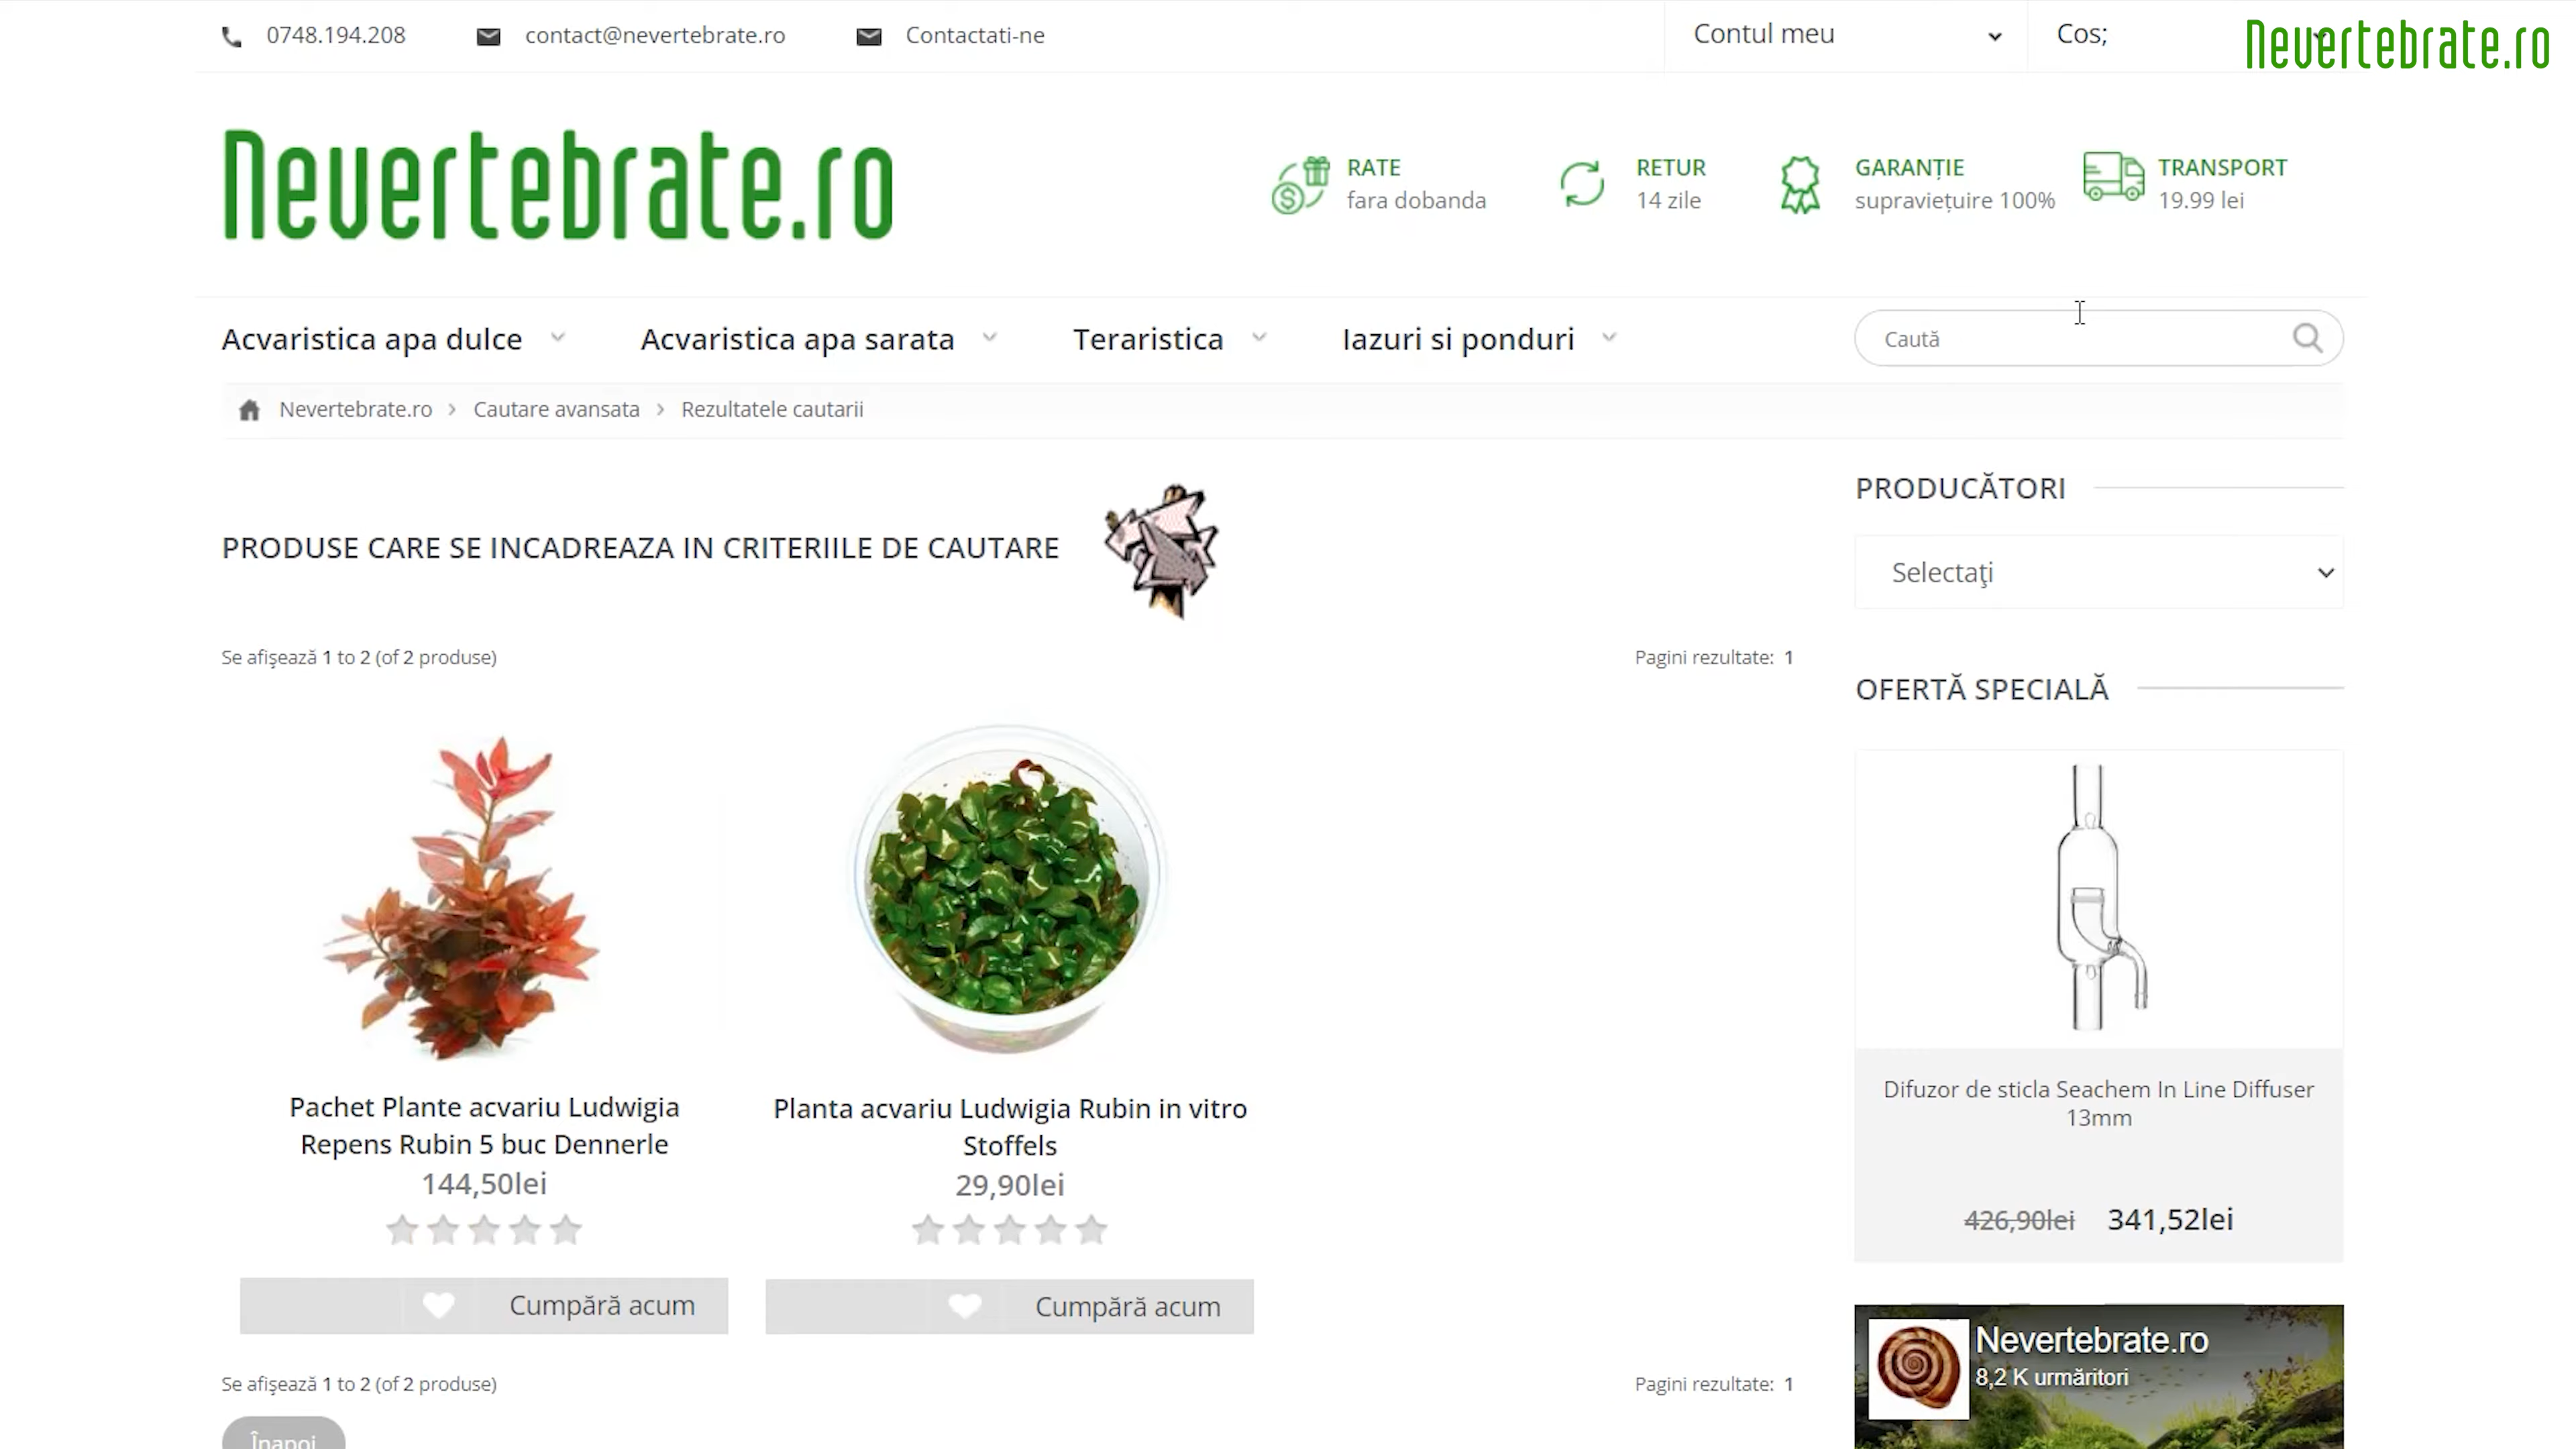 0748.194.208
contact@nevertebrate.ro
Contactati-ne
Contul meu
Cos;
Nevertebrate.ro
Nevertebrate.ro
RATE
fara dobanda
RETUR
14 zile
GARANȚIE
supraviețuire 100%
TRANSPORT
19.99 lei
Acvaristica apa dulce
Acvaristica apa sarata
Teraristica
Iazuri si ponduri
Caută
Nevertebrate.ro > Cautare avansata > Rezultatele cautarii
PRODUSE CARE SE INCADREAZA IN CRITERIILE DE CAUTARE
Se afişează 1 to 2 (of 2 produse)
Pagini rezultate: 1
Pachet Plante acvariu Ludwigia
Repens Rubin 5 buc Dennerle
144,50lei
Cumpără acum
Planta acvariu Ludwigia Rubin in vitro
Stoffels
29,90lei
Cumpără acum
Se afişează 1 to 2 (of 2 produse)
Pagini rezultate: 1
Înapoi
PRODUCĂTORI
Selectaţi
OFERTĂ SPECIALĂ
Difuzor de sticla Seachem In Line Diffuser
13mm
426,90lei 341,52lei
Nevertebrate.ro
8,2 K urmăritori